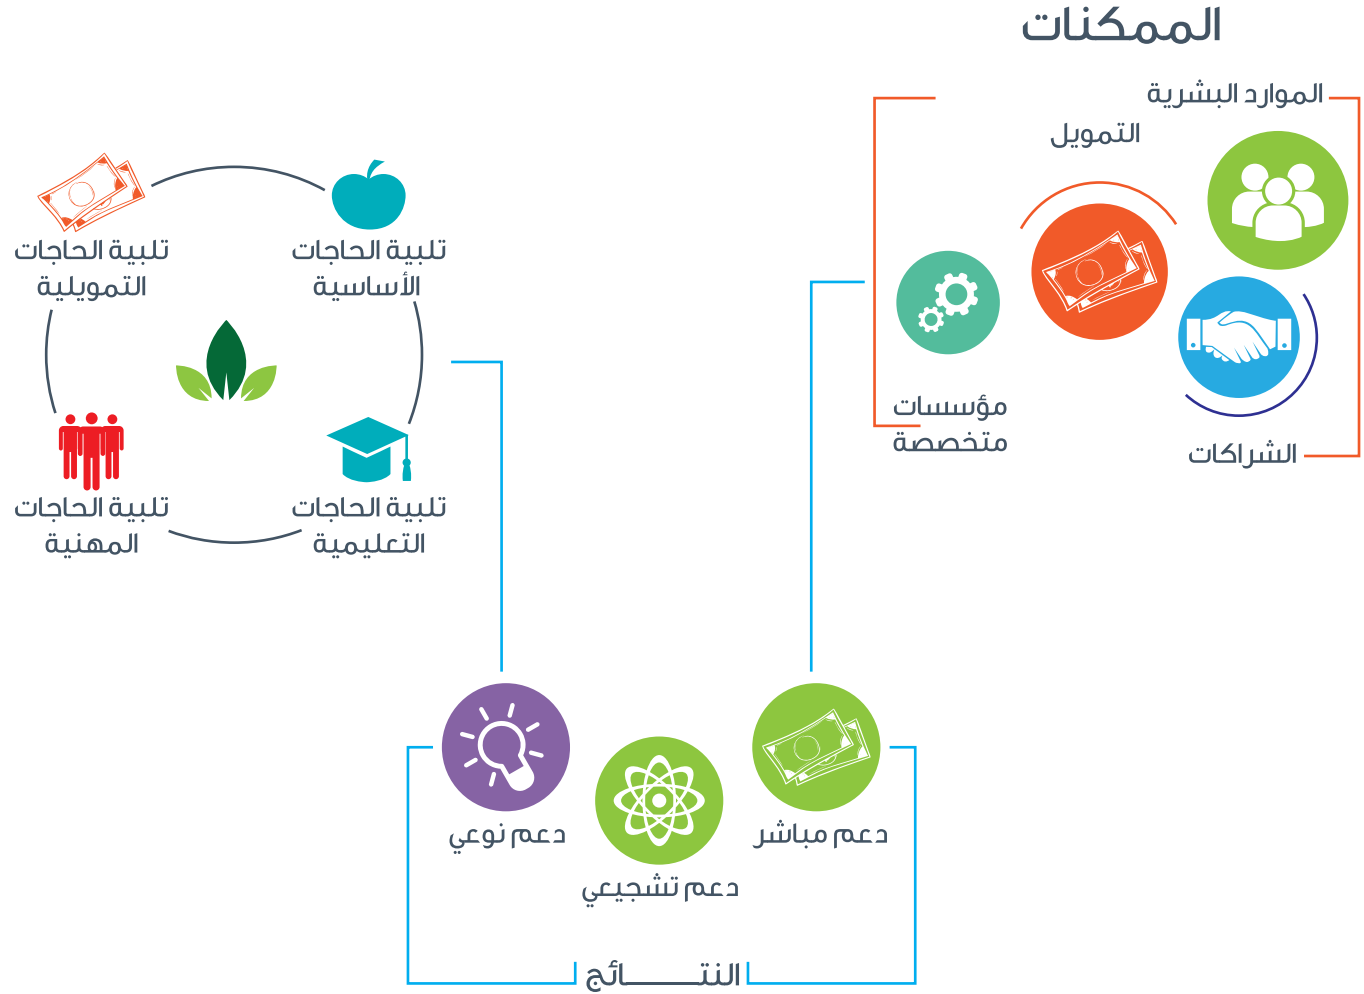 الممكنات
الموارد البشرية
التمويل
مؤسسات
متخصصة
الشراكات
تلبية الحاجات
الأساسية
تلبية الحاجات
التمويلية
تلبية الحاجات
التعليمية
تلبية الحاجات
المهنية
دعم مباشر
دعم تشجيعي
دعم نوعي
النتـــــــائج